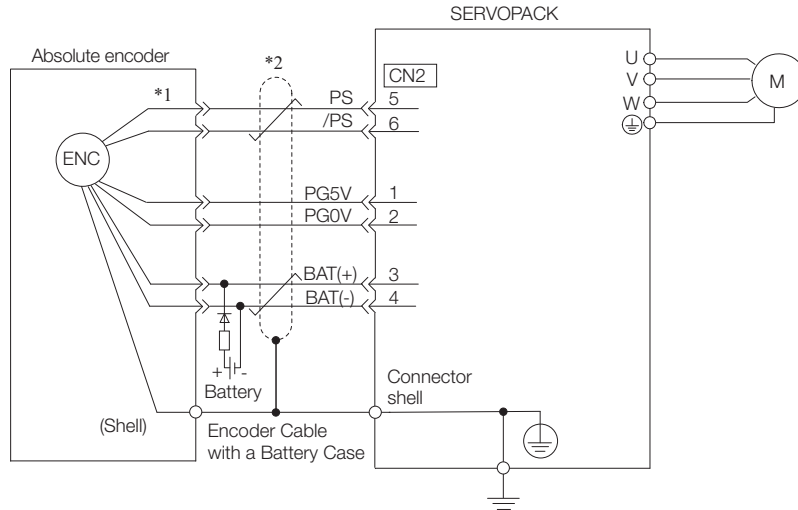 SERVOPACK
Absolute encoder
*2
CN2
U
V
W
M
*1
PS
5
/PS
6
ENC
PG5V
1
PG0V
2
BAT(+)
3
BAT(-)
4
+
-
Battery
Connector
shell
(Shell)
Encoder Cable
with a Battery Case